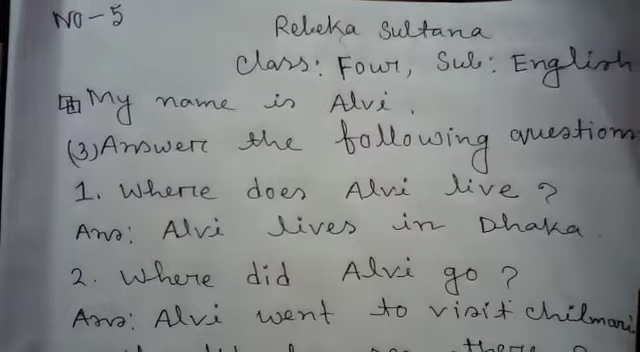 NO-5
Rebeka Sultana
Class: Four, Sub: English
My name is Alvi.
(3) Answer the following question
1. Where does Alvi live ?
Ans: Alvi lives in Dhaka.
2. Where did Alvi go ?
Ans: Alvi went to visit chilmari.
there ?